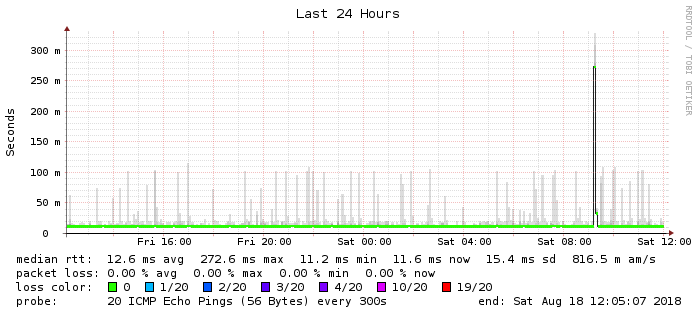 Last 24 Hours
RRDTOOL / TOBI OETIKER
Seconds
300 m
250 m
200 m
150 m
100 m
50 m
0
Fri 16:00 Fri 20:00 Sat 00:00 Sat 04:00 Sat 08:00 Sat 12:00
median rtt: 12.6 ms avg 272.6 ms max 11.2 ms min 11.6 ms now 15.4 ms sd 816.5 m am/s
packet loss: 0.00 % avg 0.00 % max 0.00 % min 0.00 % now
loss color: 0 1/20 2/20 3/20 4/20 10/20 19/20
probe: 20 ICMP Echo Pings (56 Bytes) every 300s end: Sat Aug 18 12:05:07 2018